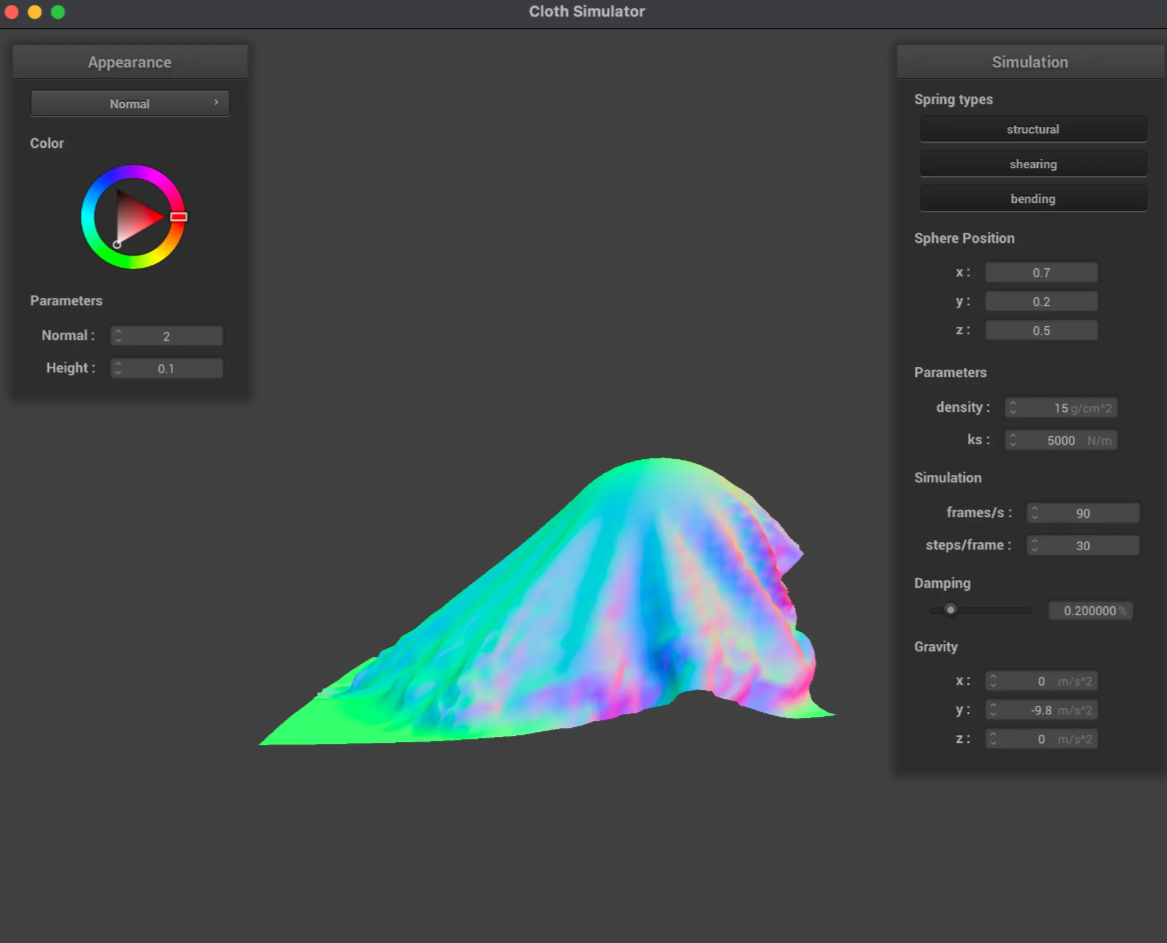 Cloth Simulator
Appearance
Normal
Color
Parameters
Normal : 2
Height : 0.1
Simulation
Spring types
structural
shearing
bending
Sphere Position
x : 0.7
y : 0.2
z : 0.5
Parameters
density : 15 g/cm^2
ks : 5000 N/m
Simulation
frames/s : 90
steps/frame : 30
Damping
0.200000 %
Gravity
x : 0 m/s^2
y : -9.8 m/s^2
z : 0 m/s^2